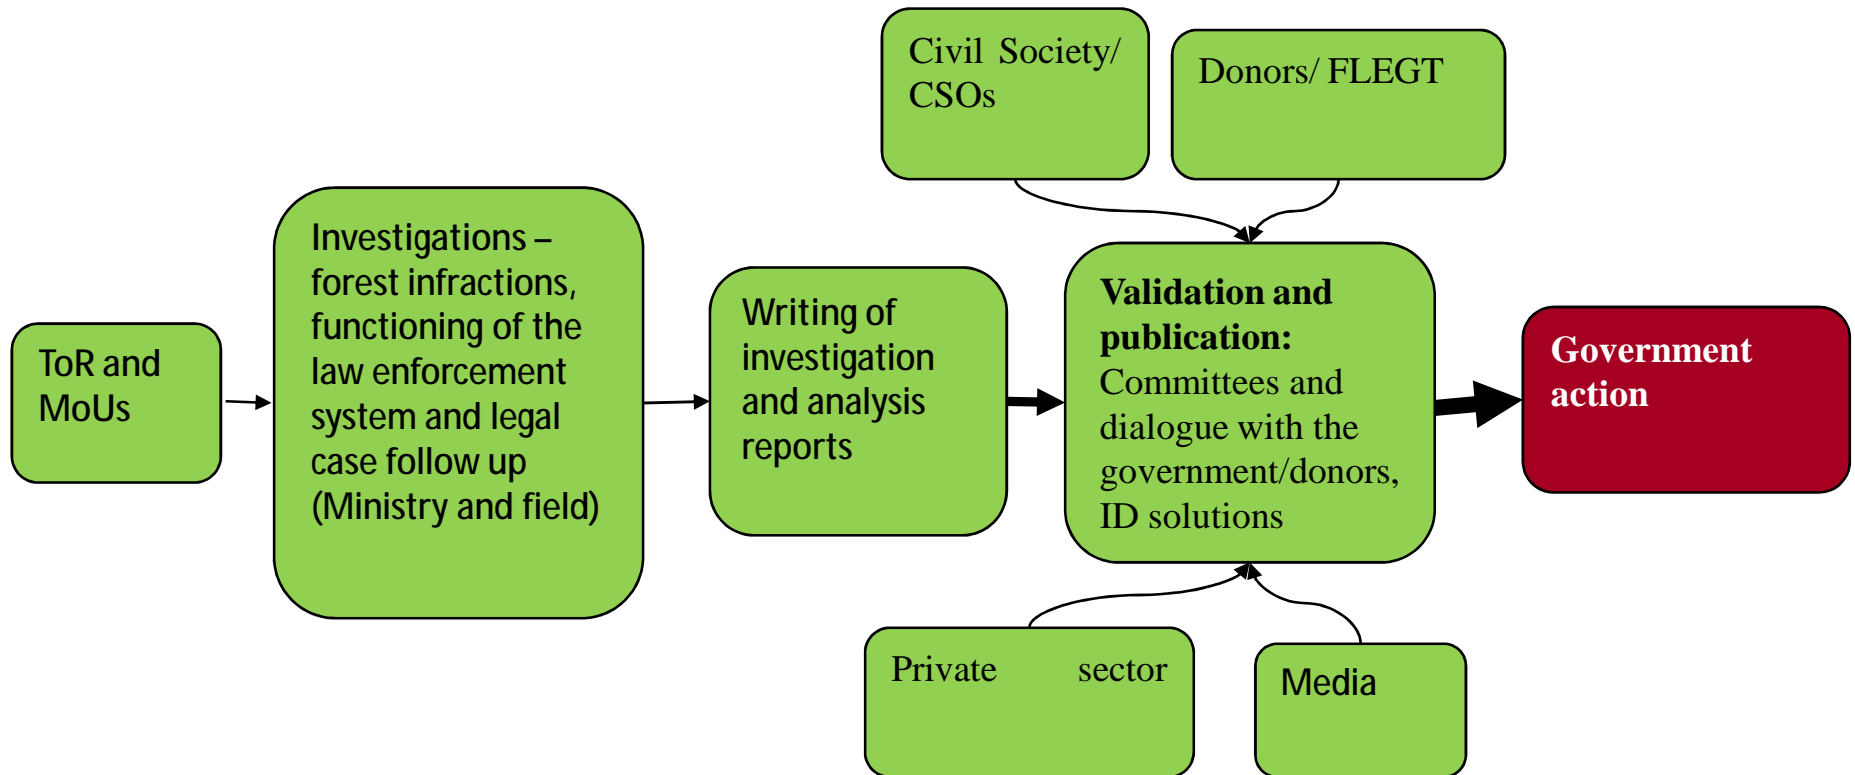 Civil Society/
CSOs
Donors/ FLEGT
ToR and
MoUs
Investigations –
forest infractions,
functioning of the
law enforcement
system and legal
case follow up
(Ministry and field)
Writing of
investigation
and analysis
reports
Validation and
publication:
Committees and
dialogue with the
government/donors,
ID solutions
Government
action
Private sector
Media